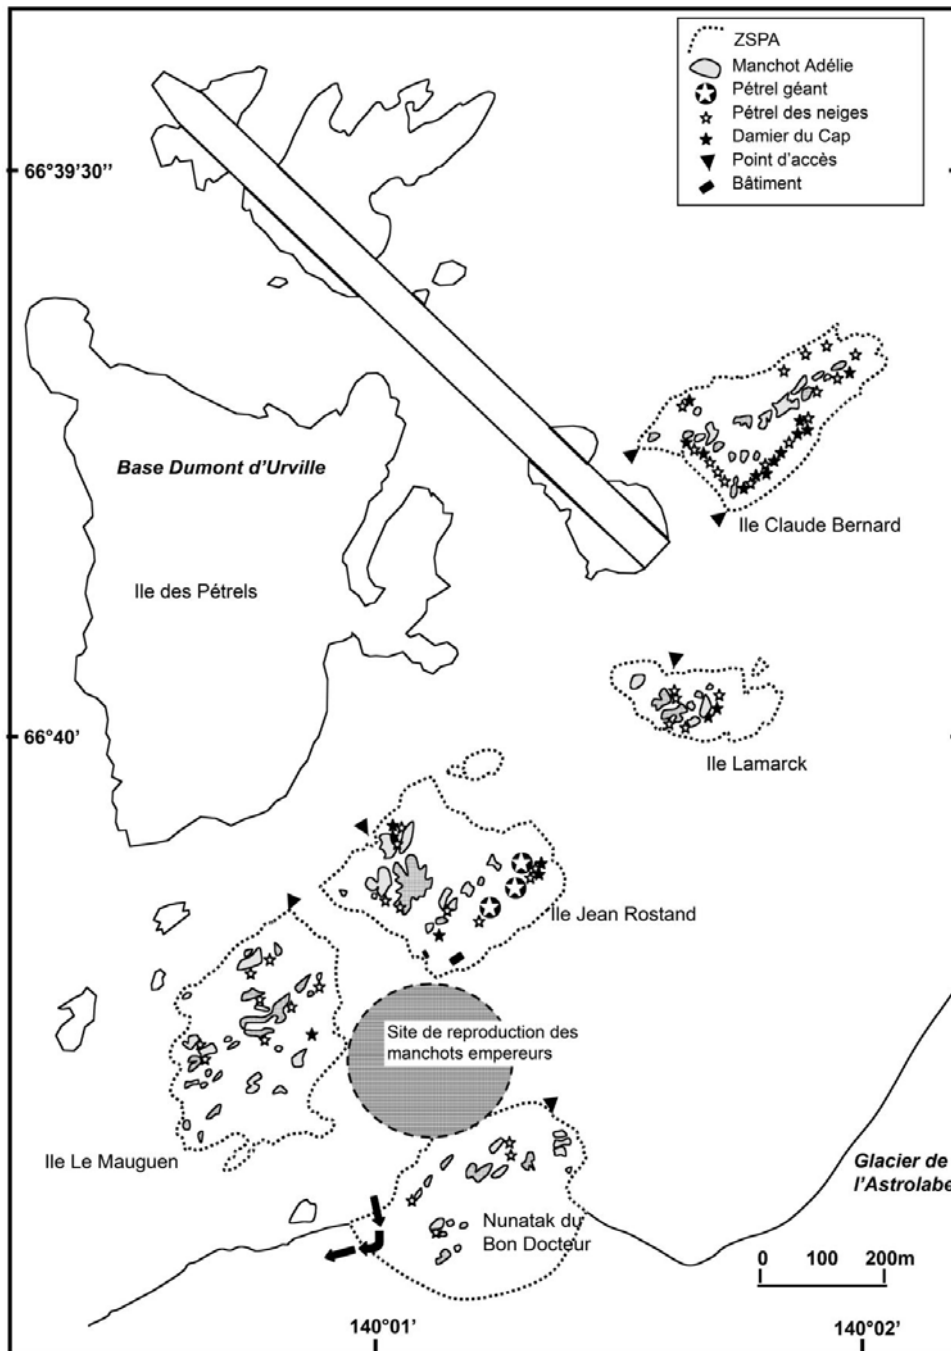 ZSPA
Manchot Adélie
Pétrel géant
Pétrel des neiges
Damier du Cap
Point d'accès
Bâtiment
66°39'30''
Base Dumont d'Urville
Ile Claude Bernard
Ile des Pétrels
66°40'
Ile Lamarck
Ile Jean Rostand
Site de reproduction des
manchots empereurs
Ile Le Mauguen
Glacier de
l'Astrolabe
Nunatak du
Bon Docteur
0 100 200m
140°01'
140°02'